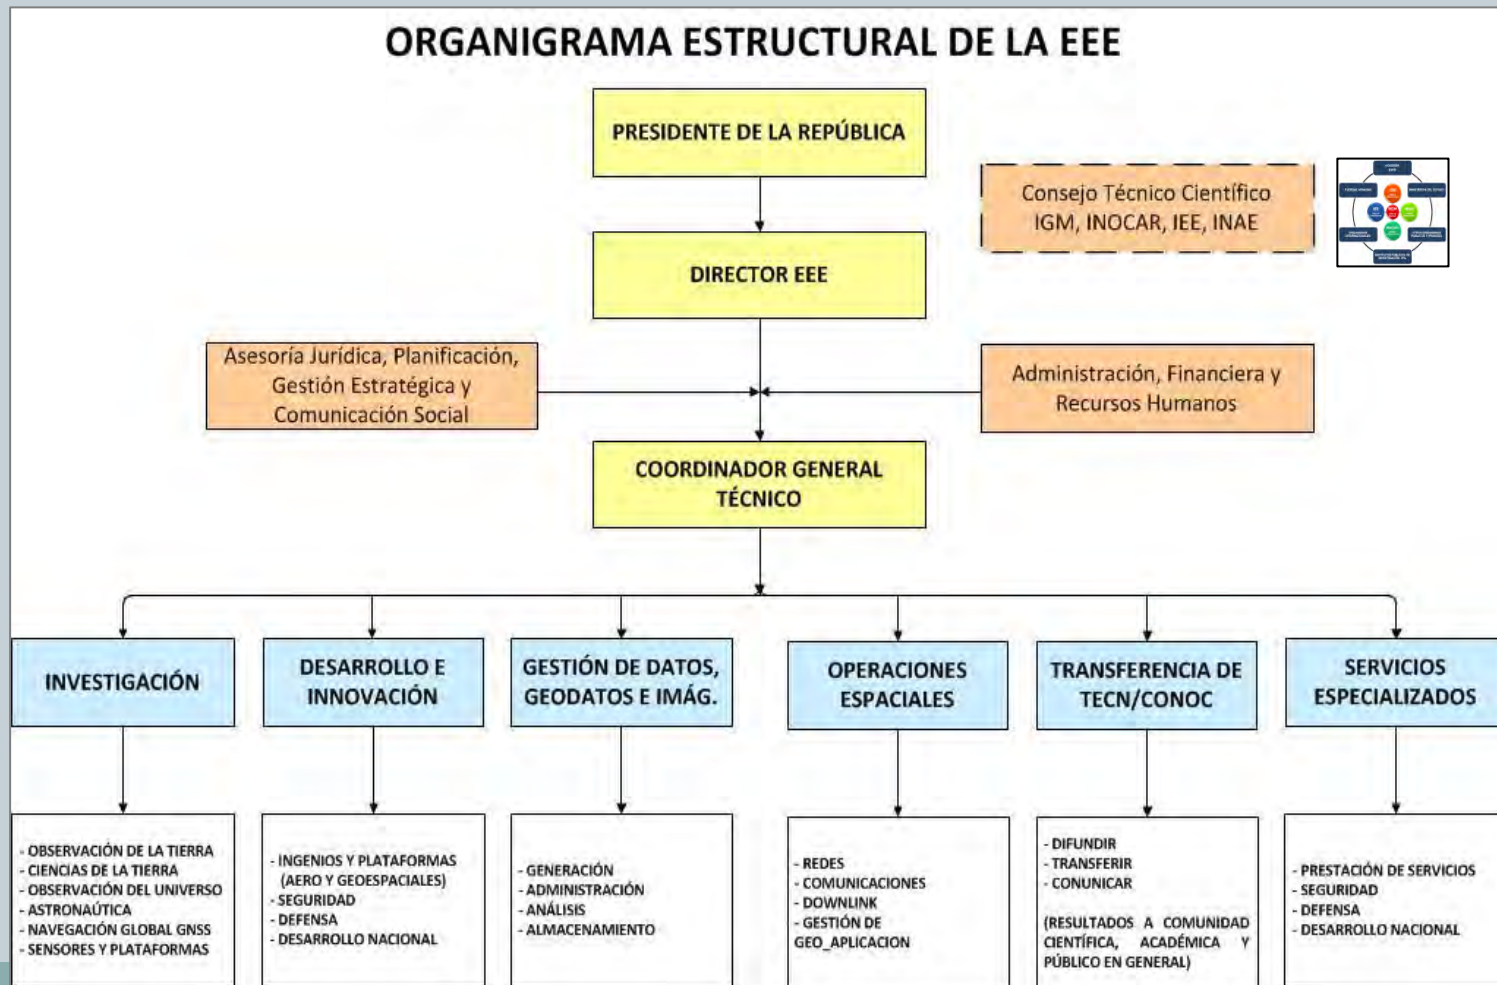 ORGANIGRAMA ESTRUCTURAL DE LA EEE
PRESIDENTE DE LA REPÚBLICA
Consejo Técnico Científico
IGM, INOCAR, IEE, INAE
DIRECTOR EEE
Asesoría Jurídica, Planificación,
Gestión Estratégica y
Comunicación Social
Administración, Financiera y
Recursos Humanos
COORDINADOR GENERAL
TÉCNICO
INVESTIGACIÓN
DESARROLLO E
INNOVACIÓN
GESTIÓN DE DATOS,
GEODATOS E IMÁG.
OPERACIONES
ESPACIALES
TRANSFERENCIA DE
TECN/CONOC
SERVICIOS
ESPECIALIZADOS
- OBSERVACIÓN DE LA TIERRA
- CIENCIAS DE LA TIERRA
- OBSERVACIÓN DEL UNIVERSO
- ASTRONAÚTICA
- NAVEGACIÓN GLOBAL GNSS
- SENSORES Y PLATAFORMAS
- INGENIOS Y PLATAFORMAS
(AERO Y GEOESPACIALES)
- SEGURIDAD
- DEFENSA
- DESARROLLO NACIONAL
- GENERACIÓN
- ADMINISTRACIÓN
- ANÁLISIS
- ALMACENAMIENTO
- REDES
- COMUNICACIONES
- DOWNLINK
- GESTIÓN DE
GEO_APLICACION
- DIFUNDIR
- TRANSFERIR
- CONUNICAR
(RESULTADOS A COMUNIDAD
CIENTÍFICA, ACADÉMICA Y
PÚBLICO EN GENERAL)
- PRESTACIÓN DE SERVICIOS
- SEGURIDAD
- DEFENSA
- DESARROLLO NACIONAL